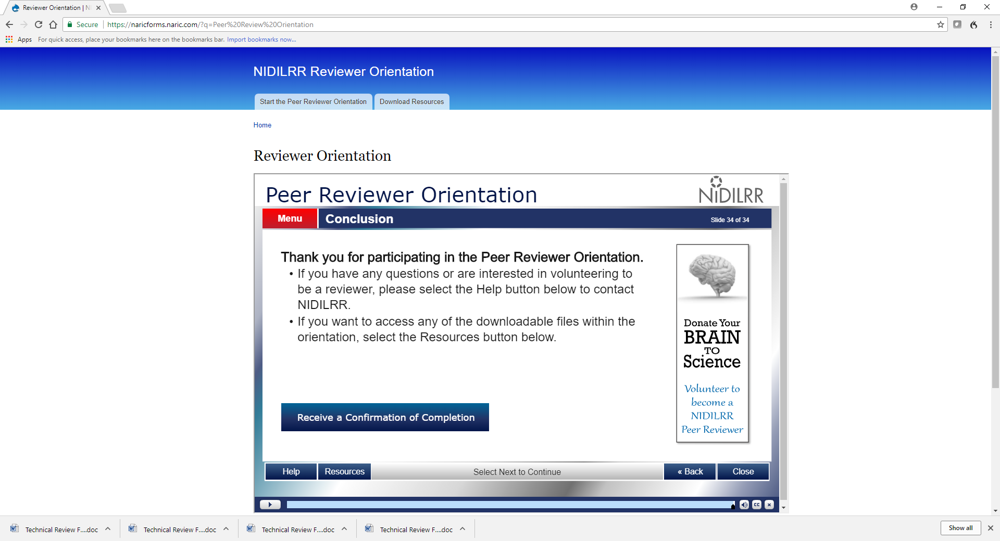 Reviewer Orientation | N
Secure
https://naricforms.naric.com/?q=Peer%20Review%20Orientation
Apps
For quick access, place your bookmarks here on the bookmarks bar.
Import bookmarks now...
NIDILRR Reviewer Orientation
Start the Peer Reviewer Orientation
Download Resources
Home
Reviewer Orientation
Peer Reviewer Orientation
NIDILRR
Menu
Conclusion
Slide 34 of 34
Thank you for participating in the Peer Reviewer Orientation.
• If you have any questions or are interested in volunteering to
be a reviewer, please select the Help button below to contact
NIDILRR.
• If you want to access any of the downloadable files within the
orientation, select the Resources button below.
Donate Your
BRAIN
TO
Science
Volunteer to
become a
NIDILRR
Peer Reviewer
Receive a Confirmation of Completion
Help
Resources
Select Next to Continue
« Back
Close
CC
Technical Review F....doc
Technical Review F....doc
Technical Review F....doc
Technical Review F....doc
Show all